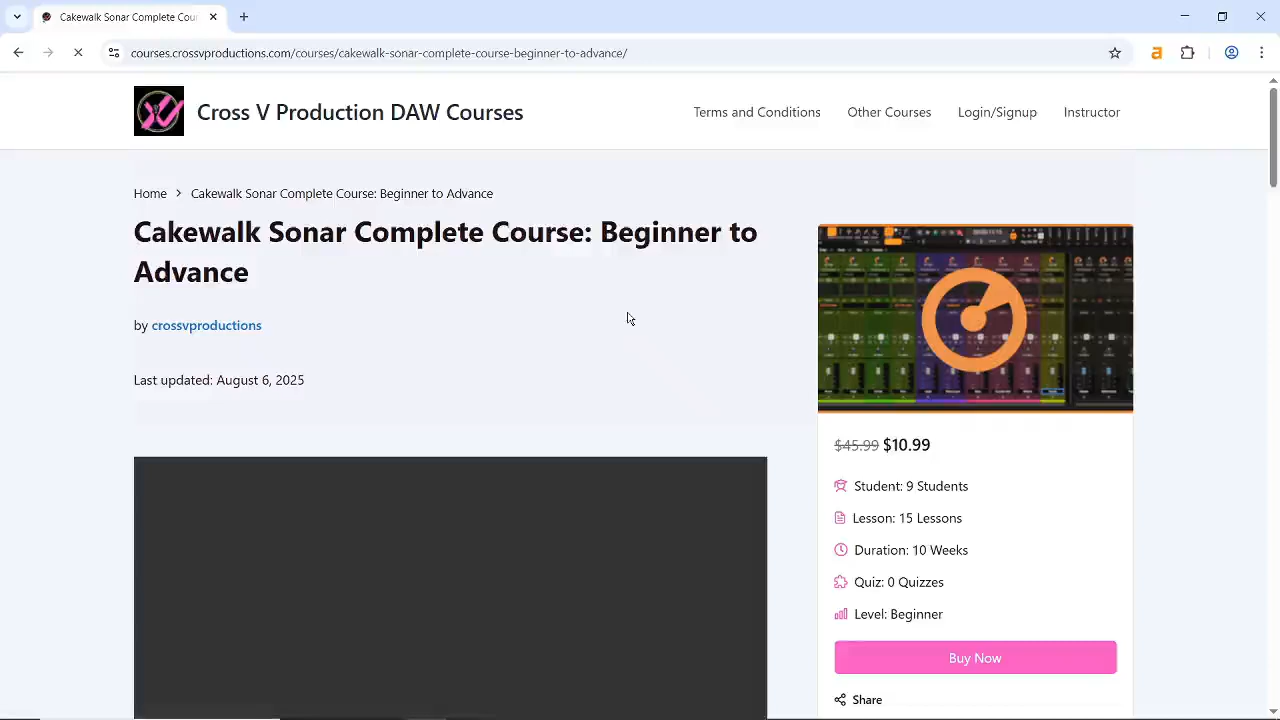 Cakewalk Sonar Complete Cour
courses.crossvproductions.com/courses/cakewalk-sonar-complete-course-beginner-to-advance/
Cross V Production DAW Courses
Terms and Conditions
Other Courses
Login/Signup
Instructor
Home > Cakewalk Sonar Complete Course: Beginner to Advance
Cakewalk Sonar Complete Course: Beginner to
Advance
by crossvproductions
Last updated: August 6, 2025
$45.99 $10.99
Student: 9 Students
Lesson: 15 Lessons
Duration: 10 Weeks
Quiz: 0 Quizzes
Level: Beginner
Buy Now
Share